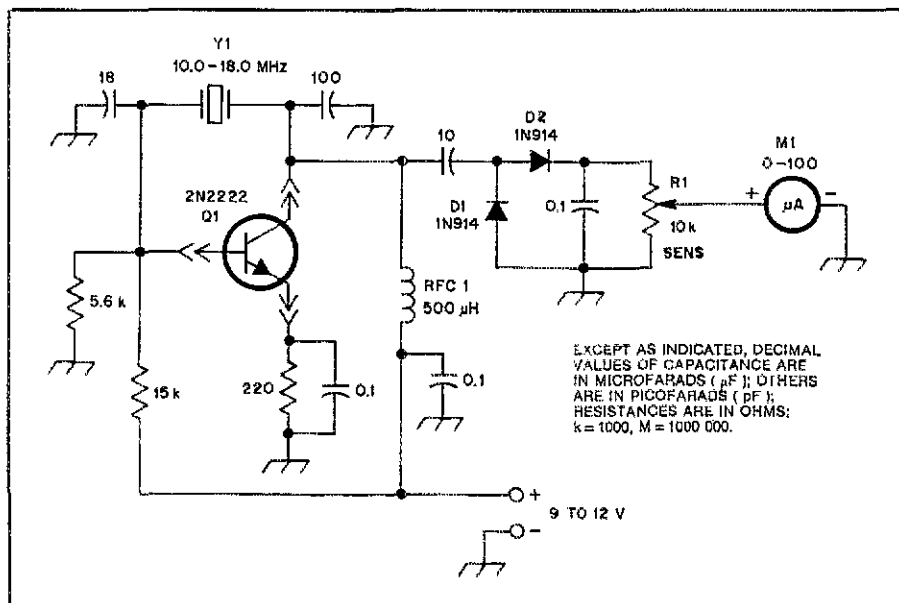 Y1
10.0-18.0 MHz
18
100
2N2222
Q1
10
D2
1N914
D1
1N914
0.1
R1
10k
SENS
M1
0-100
+
-
μA
5.6 k
15k
220
0.1
RFC 1
500 μH
0.1
EXCEPT AS INDICATED, DECIMAL
VALUES OF CAPACITANCE ARE
IN MICROFARADS ( μF ); OTHERS
ARE IN PICOFARADS ( pF );
RESISTANCES ARE IN OHMS;
k=1000, M=1000 000.
+
9 TO 12 V
-